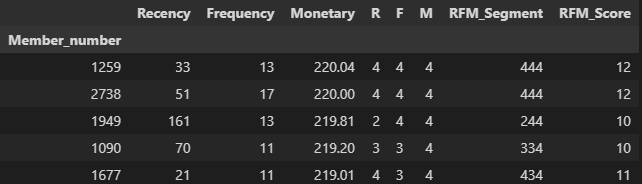 Recency Frequency Monetary R F M RFM_Segment RFM_Score
Member_number
1259 33 13 220.04 4 4 4 444 12
2738 51 17 220.00 4 4 4 444 12
1949 161 13 219.81 2 4 4 244 10
1090 70 11 219.20 3 3 4 334 10
1677 21 11 219.01 4 3 4 434 11